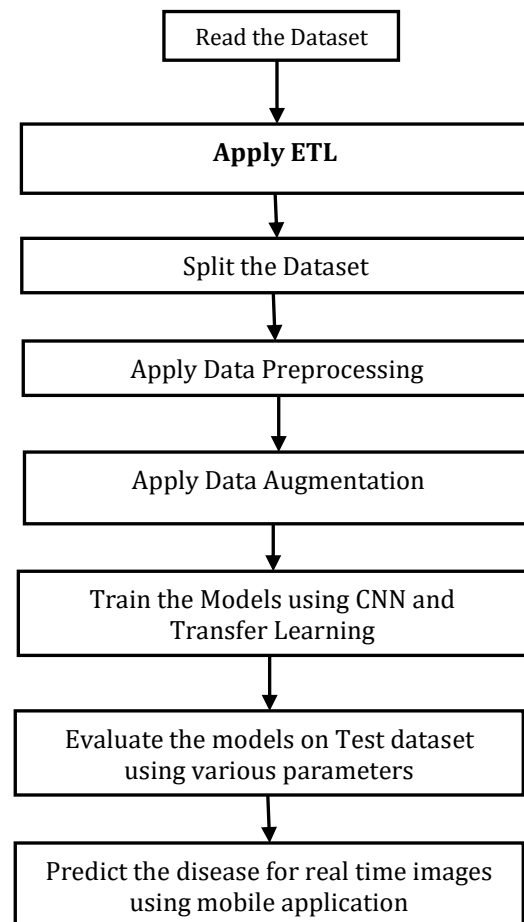 Read the Dataset
Apply ETL
Split the Dataset
Apply Data Preprocessing
Apply Data Augmentation
Train the Models using CNN and
Transfer Learning
Evaluate the models on Test dataset
using various parameters
Predict the disease for real time images
using mobile application